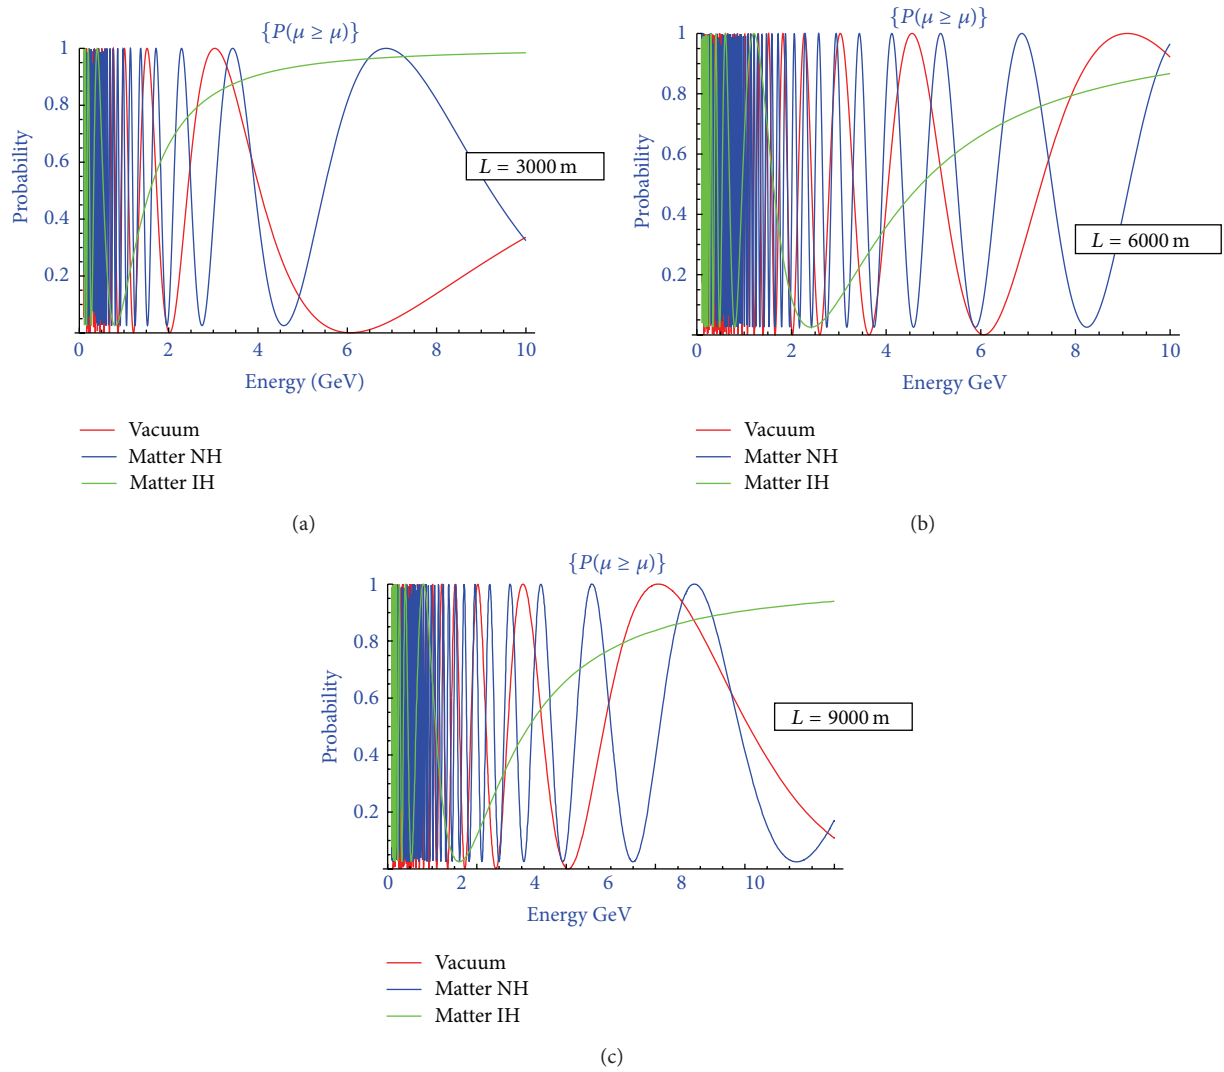 {P(μ ≥ μ)}
1
0.8
0.6
0.4
0.2
Probability
L = 3000 m
0 2 4 6 8 10
Energy (GeV)
Vacuum
Matter NH
Matter IH
(a)
{P(μ ≥ μ)}
1
0.8
0.6
0.4
0.2
Probability
L = 6000 m
0 2 4 6 8 10
Energy GeV
Vacuum
Matter NH
Matter IH
(b)
{P(μ ≥ μ)}
1
0.8
0.6
0.4
0.2
Probability
L = 9000 m
0 2 4 6 8 10
Energy GeV
Vacuum
Matter NH
Matter IH
(c)